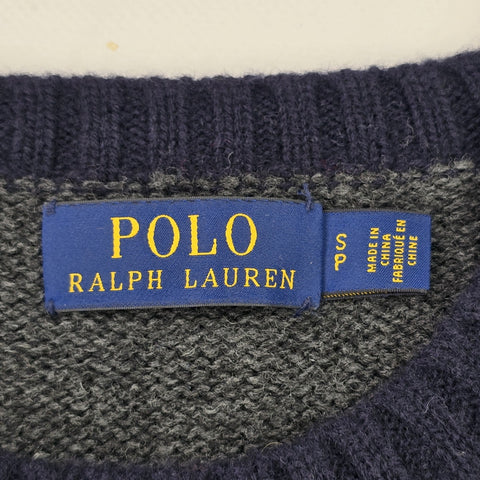 POLO
RALPH LAUREN
S
P
MADE IN
CHINA
FABRIQUÉ EN
CHINE